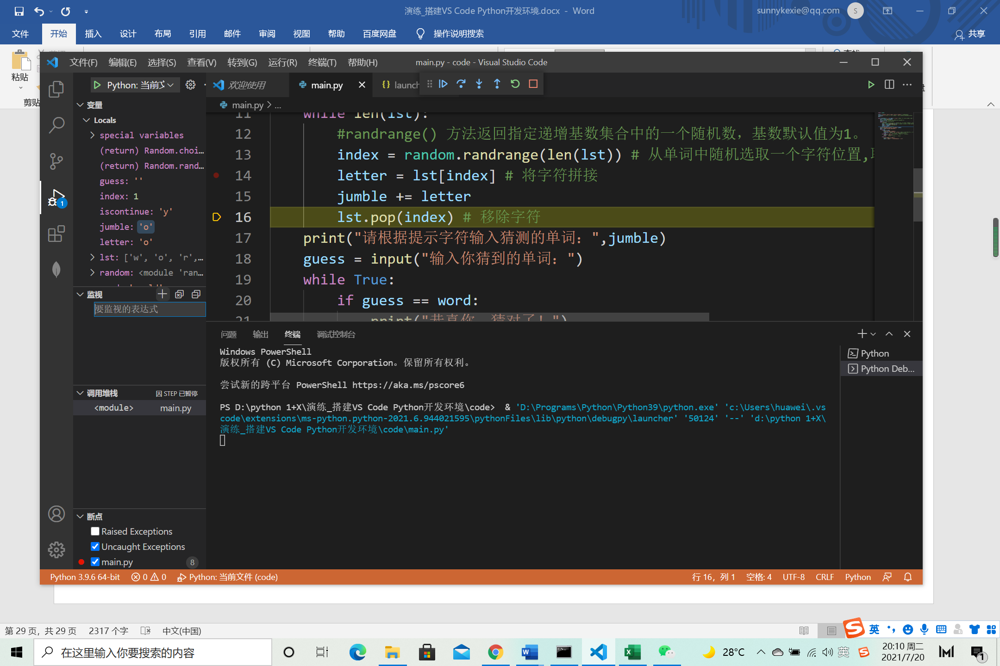 演练_搭建VS Code Python开发环境.docx - Word
sunnykexie@qq.com
S
文件 开始 插入 设计 布局 引用 邮件 审阅 视图 帮助 百度网盘 操作说明搜索
共享
粘贴
剪贴
文件(F) 编辑(E) 选择(S) 查看(V) 转到(G) 运行(R) 终端(T) 帮助(H)
main.py - code - Visual Studio Code
Python: 当前文
欢迎使用
main.py
launch
main.py > ...
变量
Locals
special variables
(return) Random.choi…
(return) Random.rand…
guess: ''
index: 1
iscontinue: 'y'
jumble: 'o'
letter: 'o'
lst: ['w', 'o', 'r',…
random: <module 'ran…
监视
要监视的表达式
调用堆栈
因 STEP 已暂停
<module> main.py
断点
Raised Exceptions
Uncaught Exceptions
main.py 8
11 while len(lst):
12 #randrange() 方法返回指定递增基数集合中的一个随机数，基数默认值为1。
13 index = random.randrange(len(lst)) # 从单词中随机选取一个字符位置,
14 letter = lst[index] # 将字符拼接
15 jumble += letter
16 lst.pop(index) # 移除字符
17 print("请根据提示字符输入猜测的单词：",jumble)
18 guess = input("输入你猜到的单词：")
19 while True:
20 if guess == word:
21 print("恭喜你，猜对了！")
问题 输出 终端 调试控制台
Windows PowerShell
版权所有 (C) Microsoft Corporation。保留所有权利。
尝试新的跨平台 PowerShell https://aka.ms/pscore6
PS D:\python 1+X\演练_搭建VS Code Python开发环境\code>  & 'D:\Programs\Python\Python39\python.exe' 'c:\Users\huawei\.vs
code\extensions\ms-python.python-2021.6.944021595\pythonFiles\lib\python\debugpy\launcher' '50124' '--' 'd:\python 1+X\
演练_搭建VS Code Python开发环境\code\main.py'
Python
Python Deb…
1
Python 3.9.6 64-bit
0
0
Python: 当前文件 (code)
行 16，列 1
空格: 4
UTF-8
CRLF
Python
第 29 页，共 29 页
2317 个字
中文(中国)
英
在这里输入你要搜索的内容
28°C
英
20:10 周二
2021/7/20
1